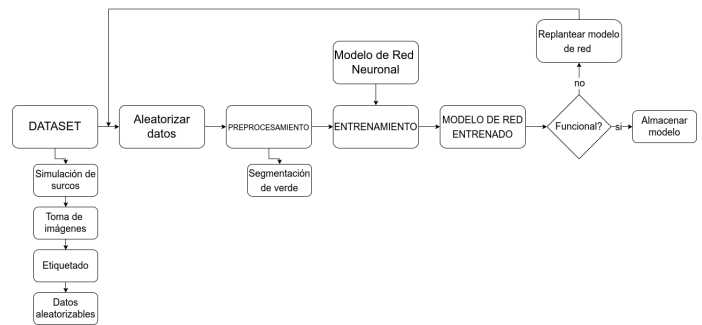 Replantear modelo
de red
Modelo de Red
Neuronal
no
DATASET
Aleatorizar
datos
PREPROCESAMIENTO
ENTRENAMIENTO
MODELO DE RED
ENTRENADO
Funcional?
si
Almacenar
modelo
Simulación de
surcos
Segmentación
de verde
Toma de
imágenes
Etiquetado
Datos
aleatorizables